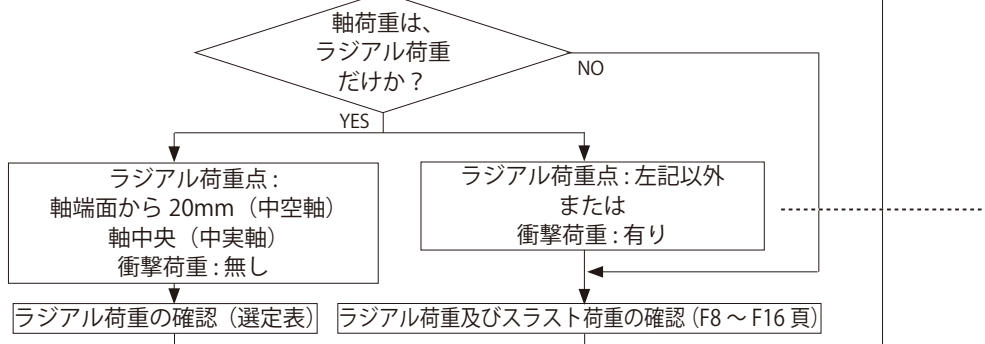 軸荷重は、
ラジアル荷重
だけか？
NO
YES
ラジアル荷重点：
軸端面から 20mm（中空軸）
軸中央（中実軸）
衝撃荷重：無し
ラジアル荷重点：左記以外
または
衝撃荷重：有り
ラジアル荷重の確認（選定表）
ラジアル荷重及びスラスト荷重の確認（F8 ～ F16 頁）